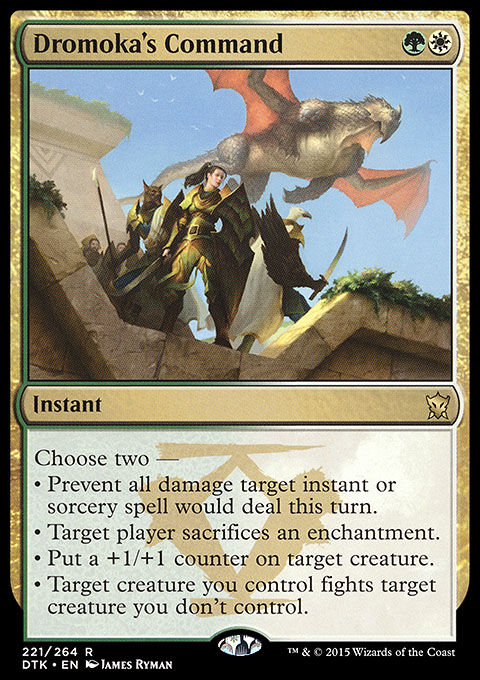 Dromoka's Command
Instant
Choose two —
• Prevent all damage target instant or
sorcery spell would deal this turn.
• Target player sacrifices an enchantment.
• Put a +1/+1 counter on target creature.
• Target creature you control fights target
creature you don't control.
221/264 R
DTK • EN JAMES RYMAN
™ & © 2015 Wizards of the Coast